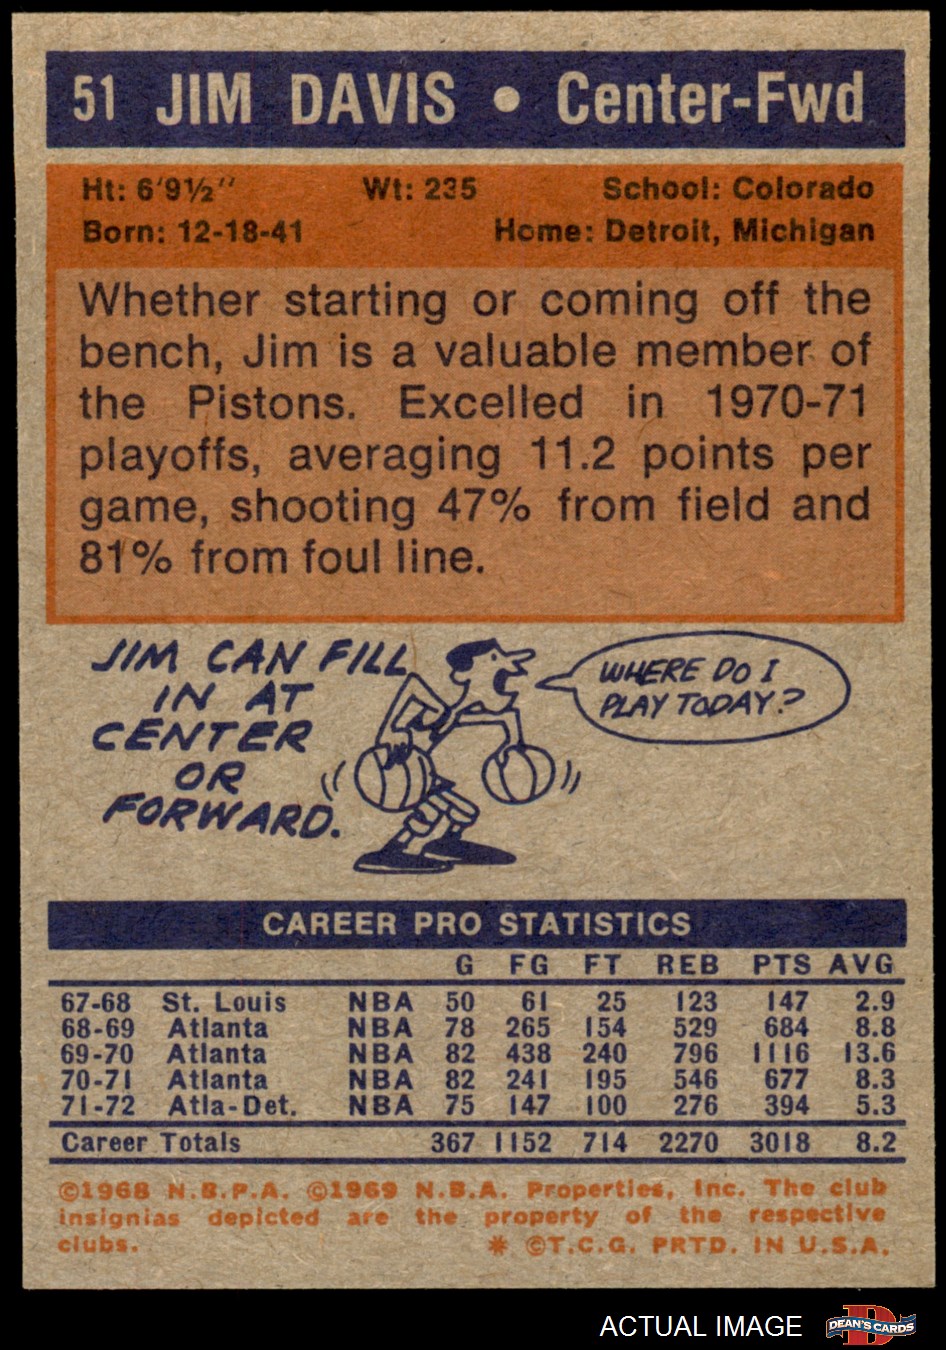 51 JIM DAVIS • Center-Fwd
Ht: 6'9½'' Wt: 235 School: Colorado
Born: 12-18-41 Home: Detroit, Michigan
Whether starting or coming off the
bench, Jim is a valuable member of
the Pistons. Excelled in 1970-71
playoffs, averaging 11.2 points per
game, shooting 47% from field and
81% from foul line.
JIM CAN FILL
IN AT
CENTER
OR
FORWARD.
WHERE DO I
PLAY TODAY?
CAREER PRO STATISTICS
G FG FT REB PTS AVG
67-68 St. Louis NBA 50 61 25 123 147 2.9
68-69 Atlanta NBA 78 265 154 529 684 8.8
69-70 Atlanta NBA 82 438 240 796 1116 13.6
70-71 Atlanta NBA 82 241 195 546 677 8.3
71-72 Atla-Det. NBA 75 147 100 276 394 5.3
Career Totals 367 1152 714 2270 3018 8.2
©1968 N.B.P.A. ©1969 N.B.A. Properties, Inc. The club
insignias depicted are the property of the respective
clubs. * ©T.C.G. PRTD. IN U.S.A.
ACTUAL IMAGE
D
DEAN'S CARDS